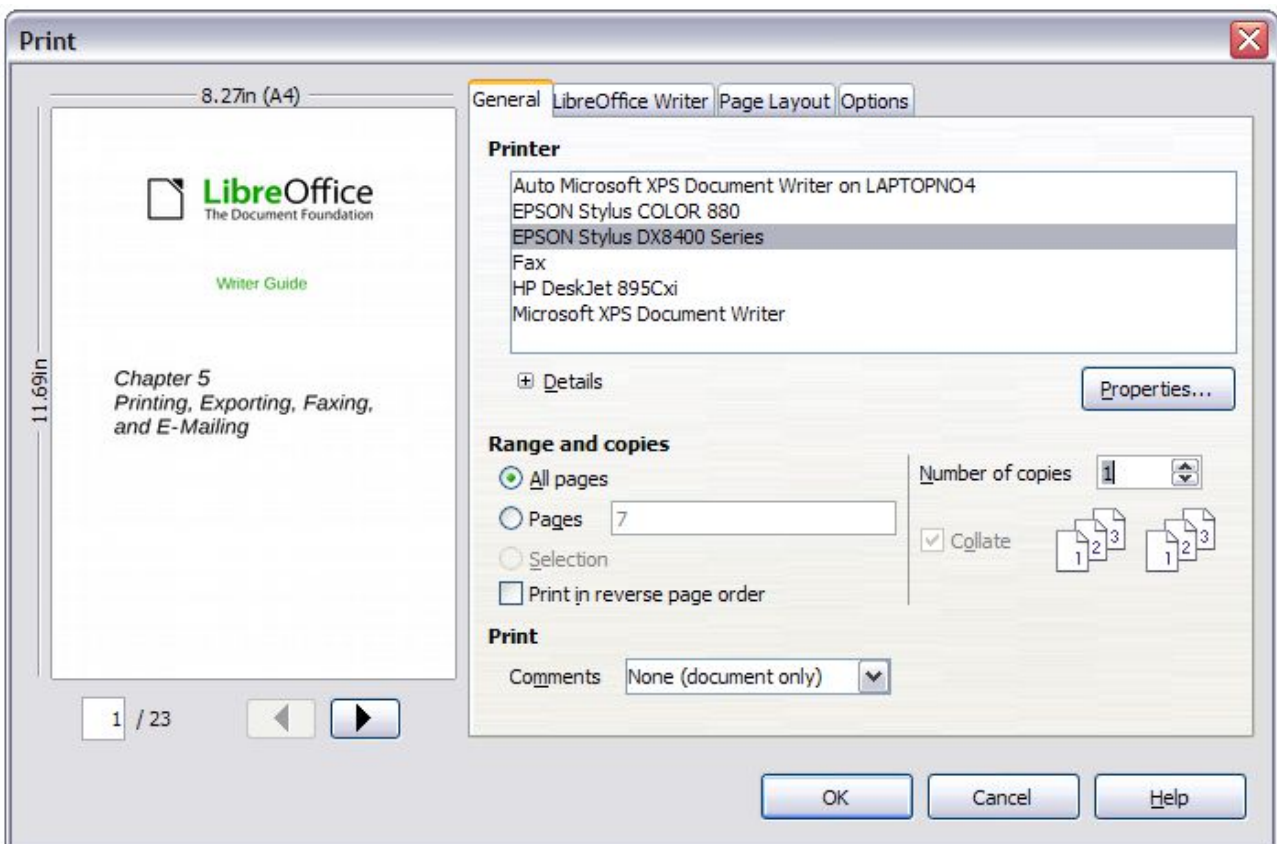 Print
8.27in (A4)
11.69in
LibreOffice
The Document Foundation
Writer Guide
Chapter 5
Printing, Exporting, Faxing,
and E-Mailing
1 / 23
General LibreOffice Writer Page Layout Options
Printer
Auto Microsoft XPS Document Writer on LAPTOPNO4
EPSON Stylus COLOR 880
EPSON Stylus DX8400 Series
Fax
HP DeskJet 895Cxi
Microsoft XPS Document Writer
Details
Properties...
Range and copies
All pages
Pages 7
Selection
Print in reverse page order
Number of copies 1
Collate 1 2 3 1 2 3
Print
Comments None (document only)
OK Cancel Help